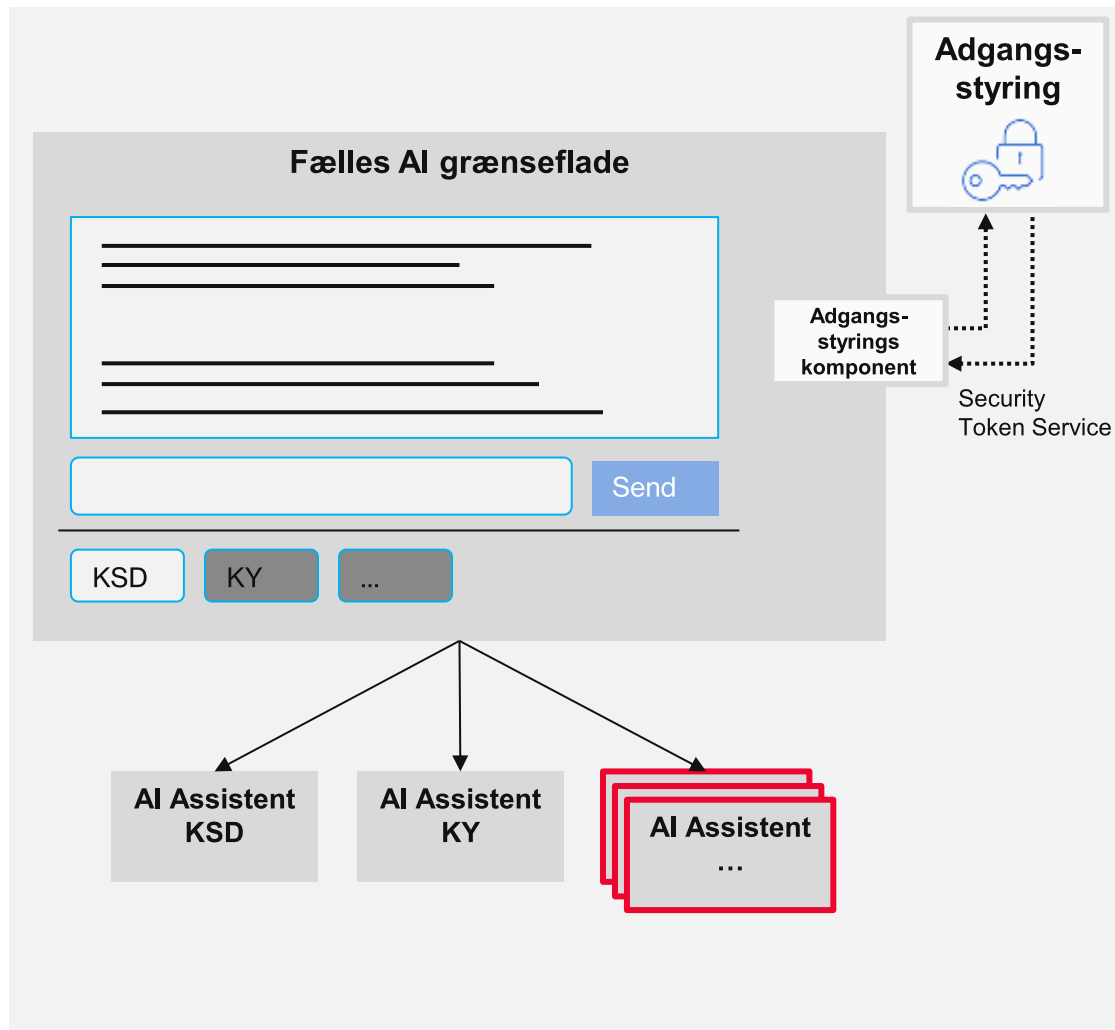 Adgangs-
styring
Fælles AI grænseflade
Adgangs-
styrings
komponent
Security
Token Service
Send
KSD
KY
...
AI Assistent
KSD
AI Assistent
KY
AI Assistent
...